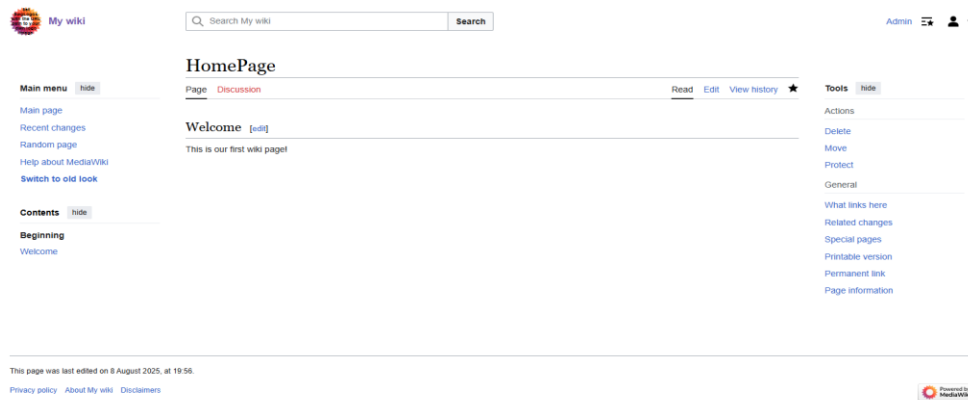 My wiki
Search My wiki
Search
Admin
HomePage
Main menu hide
Main page
Recent changes
Random page
Help about MediaWiki
Switch to old look
Contents hide
Beginning
Welcome
Page Discussion
Read Edit View history
Welcome [edit]
This is our first wiki page!
Tools hide
Actions
Delete
Move
Protect
General
What links here
Related changes
Special pages
Printable version
Permanent link
Page information
This page was last edited on 8 August 2025, at 19:56.
Privacy policy About My wiki Disclaimers
Powered b
MediaWi